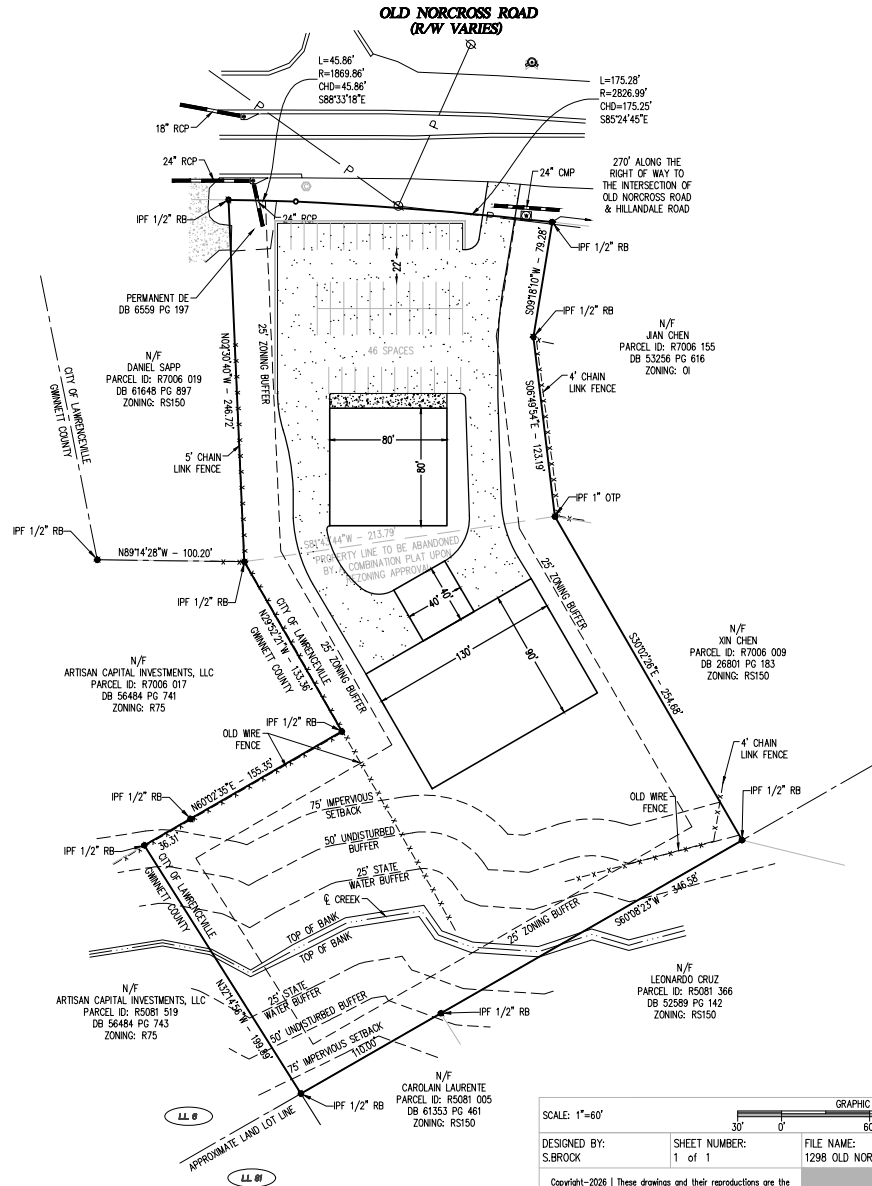 OLD NORCROSS ROAD
(R/W VARIES)
L=45.86'
R=1869.86'
CHD=45.86'
S88°33'18"E
L=175.28'
R=2826.99'
CHD=175.25'
S85°24'45"E
18" RCP
P
P
24" RCP
24" CMP
270' ALONG THE
RIGHT OF WAY TO
THE INTERSECTION OF
OLD NORCROSS ROAD
& HILLANDALE ROAD
IPF 1/2" RB
24" RCP
P
IPF 1/2" RB
22'
S09°18'10"W - 79.28'
PERMANENT DE
DB 6559 PG 197
IPF 1/2" RB
N/F
JIAN CHEN
PARCEL ID: R7006 155
DB 53256 PG 616
ZONING: OI
25' ZONING BUFFER
46 SPACES
N/F
DANIEL SAPP
PARCEL ID: R7006 019
DB 61648 PG 897
ZONING: RS150
CITY OF LAWRENCEVILLE
GWINNETT COUNTY
N02°30'40"W - 246.72'
4' CHAIN
LINK FENCE
S06°49'54"E - 123.19'
80'
80'
5' CHAIN
LINK FENCE
IPF 1" OTP
IPF 1/2" RB
S81°43'44"W - 213.79'
PROPERTY LINE TO BE ABANDONED
BY A COMBINATION PLAT UPON
REZONING APPROVAL
N89°14'28"W - 100.20'
25' ZONING BUFFER
IPF 1/2" RB
40'
40'
CITY OF LAWRENCEVILLE
GWINNETT COUNTY
N29°52'21"W - 133.36'
25' ZONING BUFFER
130'
90'
S30°02'26"E - 254.68'
N/F
XIN CHEN
PARCEL ID: R7006 009
DB 26801 PG 183
ZONING: RS150
N/F
ARTISAN CAPITAL INVESTMENTS, LLC
PARCEL ID: R7006 017
DB 56484 PG 741
ZONING: R75
IPF 1/2" RB
OLD WIRE
FENCE
4' CHAIN
LINK FENCE
N60°02'35"E - 155.35'
IPF 1/2" RB
IPF 1/2" RB
OLD WIRE
FENCE
75' IMPERVIOUS
SETBACK
36.31'
IPF 1/2" RB
50' UNDISTURBED
BUFFER
CITY OF LAWRENCEVILLE
GWINNETT COUNTY
25' STATE
WATER BUFFER
℄ CREEK
25' ZONING BUFFER
S60°08'23"W - 346.58'
TOP OF BANK
TOP OF BANK
N/F
LEONARDO CRUZ
PARCEL ID: R5081 366
DB 52589 PG 142
ZONING: RS150
N/F
ARTISAN CAPITAL INVESTMENTS, LLC
PARCEL ID: R5081 519
DB 56484 PG 743
ZONING: R75
N32°14'56"W - 199.89'
25' STATE
WATER BUFFER
50' UNDISTURBED BUFFER
IPF 1/2" RB
75' IMPERVIOUS SETBACK
110.00'
N/F
CAROLAIN LAURENTE
PARCEL ID: R5081 005
DB 61353 PG 461
ZONING: RS150
IPF 1/2" RB
LL 6
APPROXIMATE LAND LOT LINE
LL 81
SCALE: 1"=60'
GRAPHIC
30'
0'
60
DESIGNED BY:
S.BROCK
SHEET NUMBER:
1 of 1
FILE NAME:
1298 OLD NOR
Copyright-2026 | These drawings and their reproductions are the